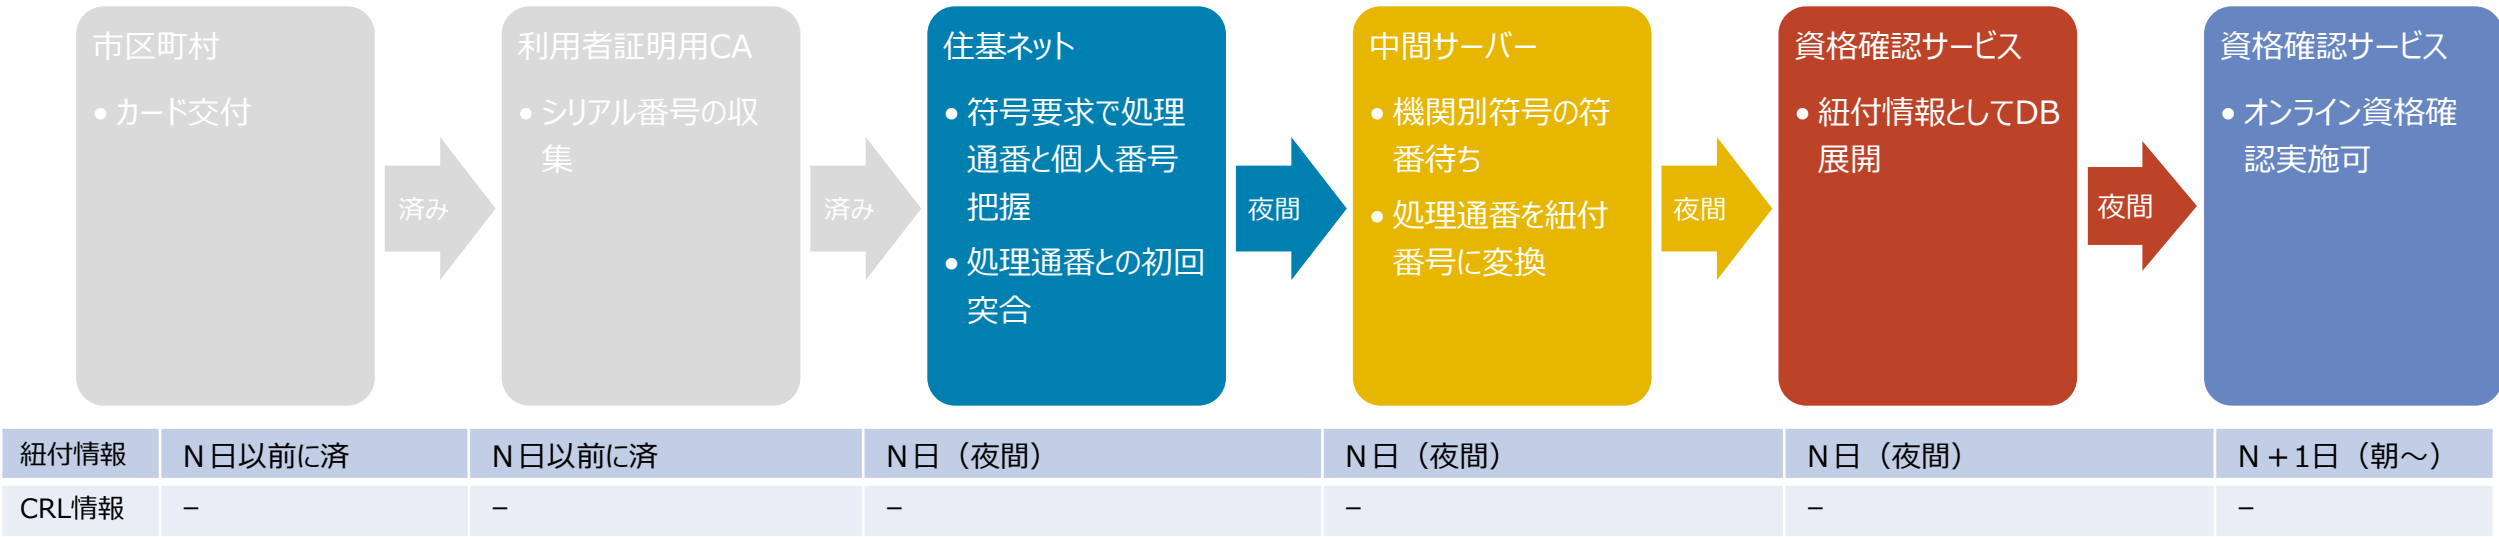 市区町村
• カード交付
済み
利用者証明用CA
• シリアル番号の収
集
済み
住基ネット
• 符号要求で処理
通番と個人番号
把握
• 処理通番との初回
突合
夜間
中間サーバー
• 機関別符号の符
番待ち
• 処理通番を紐付
番号に変換
夜間
資格確認サービス
• 紐付情報としてDB
展開
夜間
資格確認サービス
• オンライン資格確
認実施可
紐付情報 N日以前に済 N日以前に済 N日（夜間） N日（夜間） N日（夜間） N＋1日（朝～）
CRL情報 － － － － － －